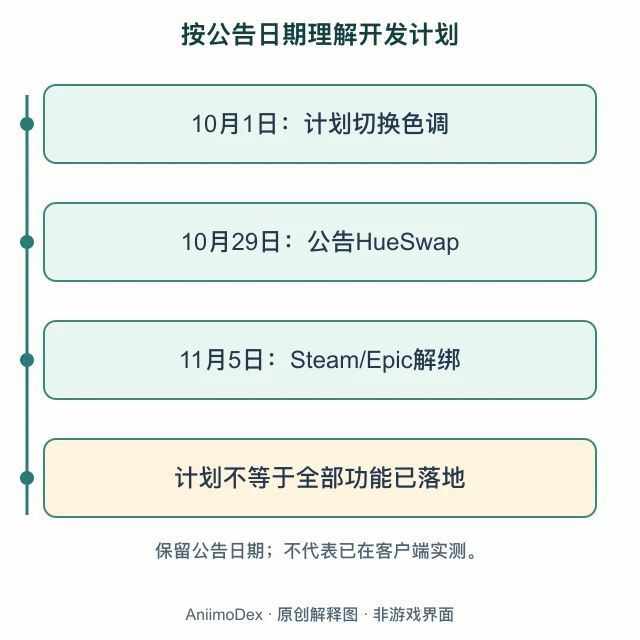 按公告日期理解开发计划
10月1日：计划切换色调
10月29日：公告HueSwap
11月5日：Steam/Epic解绑
计划不等于全部功能已落地
保留公告日期；不代表已在客户端实测。
AniimoDex · 原创解释图 · 非游戏界面